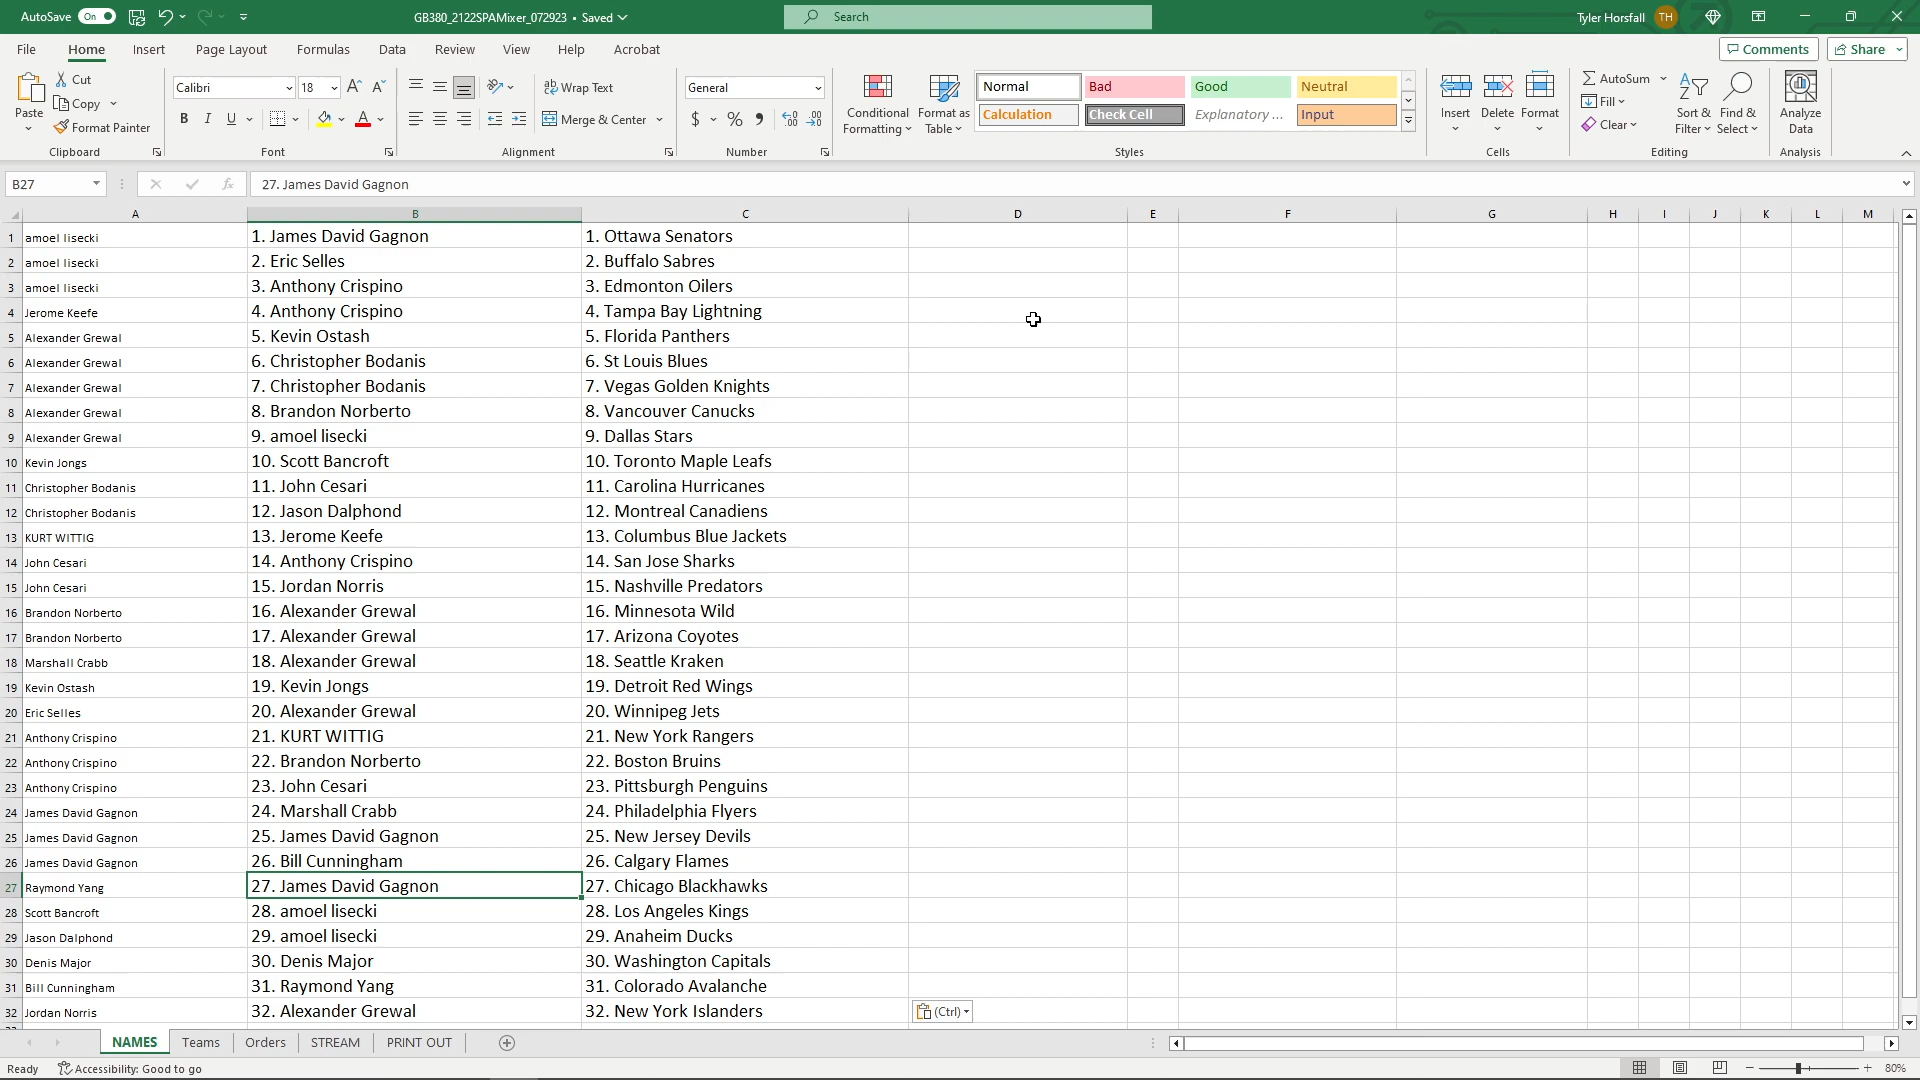 AutoSave On GB380_2122SPAMixer_072923 • Saved Search Tyler Horsfall TH
File Home Insert Page Layout Formulas Data Review View Help Acrobat Comments Share
Paste Cut Copy Format Painter Clipboard
Calibri 18 A A B I U A Font
Wrap Text Merge & Center Alignment
General $ % Number
Conditional Formatting Format as Table
Normal Bad Good Neutral
Calculation Check Cell Explanatory ... Input
Styles
Insert Delete Format Cells
AutoSum Fill Clear Sort & Filter Find & Select Editing
Analyze Data Analysis
B27 fx 27. James David Gagnon
A B C D E F G H I J K L M
1 amoel lisecki 1. James David Gagnon 1. Ottawa Senators
2 amoel lisecki 2. Eric Selles 2. Buffalo Sabres
3 amoel lisecki 3. Anthony Crispino 3. Edmonton Oilers
4 Jerome Keefe 4. Anthony Crispino 4. Tampa Bay Lightning
5 Alexander Grewal 5. Kevin Ostash 5. Florida Panthers
6 Alexander Grewal 6. Christopher Bodanis 6. St Louis Blues
7 Alexander Grewal 7. Christopher Bodanis 7. Vegas Golden Knights
8 Alexander Grewal 8. Brandon Norberto 8. Vancouver Canucks
9 Alexander Grewal 9. amoel lisecki 9. Dallas Stars
10 Kevin Jongs 10. Scott Bancroft 10. Toronto Maple Leafs
11 Christopher Bodanis 11. John Cesari 11. Carolina Hurricanes
12 Christopher Bodanis 12. Jason Dalphond 12. Montreal Canadiens
13 KURT WITTIG 13. Jerome Keefe 13. Columbus Blue Jackets
14 John Cesari 14. Anthony Crispino 14. San Jose Sharks
15 John Cesari 15. Jordan Norris 15. Nashville Predators
16 Brandon Norberto 16. Alexander Grewal 16. Minnesota Wild
17 Brandon Norberto 17. Alexander Grewal 17. Arizona Coyotes
18 Marshall Crabb 18. Alexander Grewal 18. Seattle Kraken
19 Kevin Ostash 19. Kevin Jongs 19. Detroit Red Wings
20 Eric Selles 20. Alexander Grewal 20. Winnipeg Jets
21 Anthony Crispino 21. KURT WITTIG 21. New York Rangers
22 Anthony Crispino 22. Brandon Norberto 22. Boston Bruins
23 Anthony Crispino 23. John Cesari 23. Pittsburgh Penguins
24 James David Gagnon 24. Marshall Crabb 24. Philadelphia Flyers
25 James David Gagnon 25. James David Gagnon 25. New Jersey Devils
26 James David Gagnon 26. Bill Cunningham 26. Calgary Flames
27 Raymond Yang 27. James David Gagnon 27. Chicago Blackhawks
28 Scott Bancroft 28. amoel lisecki 28. Los Angeles Kings
29 Jason Dalphond 29. amoel lisecki 29. Anaheim Ducks
30 Denis Major 30. Denis Major 30. Washington Capitals
31 Bill Cunningham 31. Raymond Yang 31. Colorado Avalanche
32 Jordan Norris 32. Alexander Grewal 32. New York Islanders (Ctrl)
NAMES Teams Orders STREAM PRINT OUT
Ready Accessibility: Good to go 80%